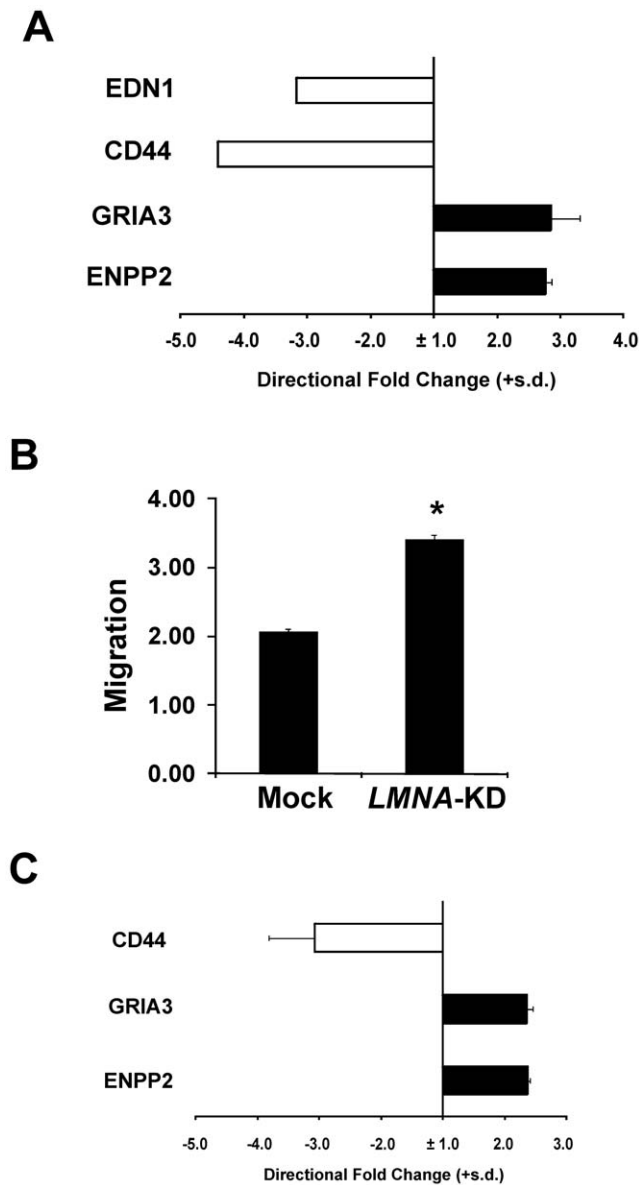 A
EDN1
CD44
GRIA3
ENPP2
-5.0 -4.0 -3.0 -2.0 ± 1.0 2.0 3.0 4.0
Directional Fold Change (+s.d.)
B
Migration
4.00
*
3.00
2.00
1.00
0.00
Mock LMNA-KD
C
CD44
GRIA3
ENPP2
-5.0 -4.0 -3.0 -2.0 ± 1.0 2.0 3.0
Directional Fold Change (+s.d.)